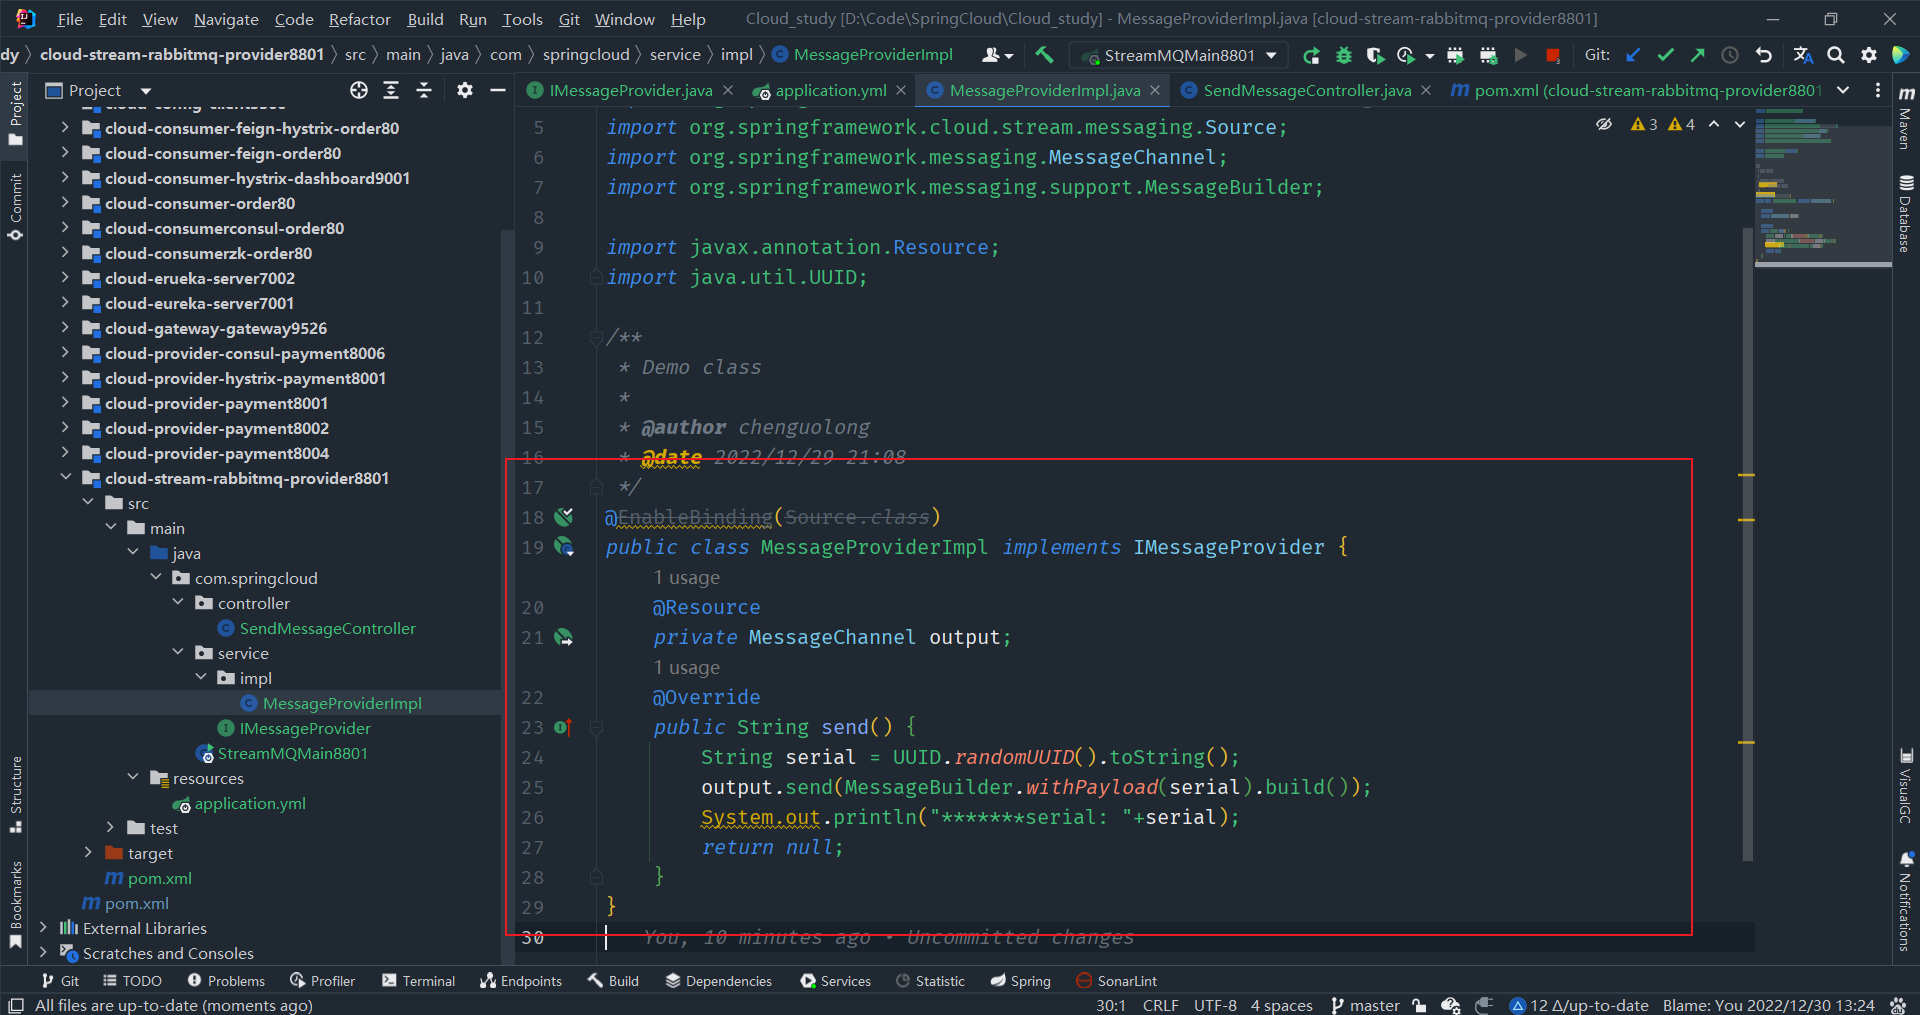 File Edit View Navigate Code Refactor Build Run Tools Git Window Help Cloud_study [D:\Code\SpringCloud\Cloud_study] - MessageProviderImpl.java [cloud-stream-rabbitmq-provider8801]
dy cloud-stream-rabbitmq-provider8801 src main java com springcloud service impl MessageProviderImpl StreamMQMain8801 Git:
Project
IMessageProvider.java application.yml MessageProviderImpl.java SendMessageController.java pom.xml (cloud-stream-rabbitmq-provider8801
Project
Commit
Structure
Bookmarks
cloud-consumer-feign-hystrix-order80
cloud-consumer-feign-order80
cloud-consumer-hystrix-dashboard9001
cloud-consumer-order80
cloud-consumerconsul-order80
cloud-consumerzk-order80
cloud-erueka-server7002
cloud-eureka-server7001
cloud-gateway-gateway9526
cloud-provider-consul-payment8006
cloud-provider-hystrix-payment8001
cloud-provider-payment8001
cloud-provider-payment8002
cloud-provider-payment8004
cloud-stream-rabbitmq-provider8801
src
main
java
com.springcloud
controller
SendMessageController
service
impl
MessageProviderImpl
IMessageProvider
StreamMQMain8801
resources
application.yml
test
target
pom.xml
pom.xml
External Libraries
Scratches and Consoles
5 import org.springframework.cloud.stream.messaging.Source;
3 4
6 import org.springframework.messaging.MessageChannel;
7 import org.springframework.messaging.support.MessageBuilder;
8
9 import javax.annotation.Resource;
10 import java.util.UUID;
11
12 /**
13 * Demo class
14 *
15 * @author chenguolong
16 * @date 2022/12/29 21:08
17 */
18 @EnableBinding(Source.class)
19 public class MessageProviderImpl implements IMessageProvider {
1 usage
20 @Resource
21 private MessageChannel output;
1 usage
22 @Override
23 public String send() {
24 String serial = UUID.randomUUID().toString();
25 output.send(MessageBuilder.withPayload(serial).build());
26 System.out.println("*******serial: "+serial);
27 return null;
28 }
29 }
30 You, 10 minutes ago • Uncommitted changes
Maven
Database
VisualGC
Notifications
Git TODO Problems Profiler Terminal Endpoints Build Dependencies Services Statistic Spring SonarLint
All files are up-to-date (moments ago) 30:1 CRLF UTF-8 4 spaces master 12 Δ/up-to-date Blame: You 2022/12/30 13:24